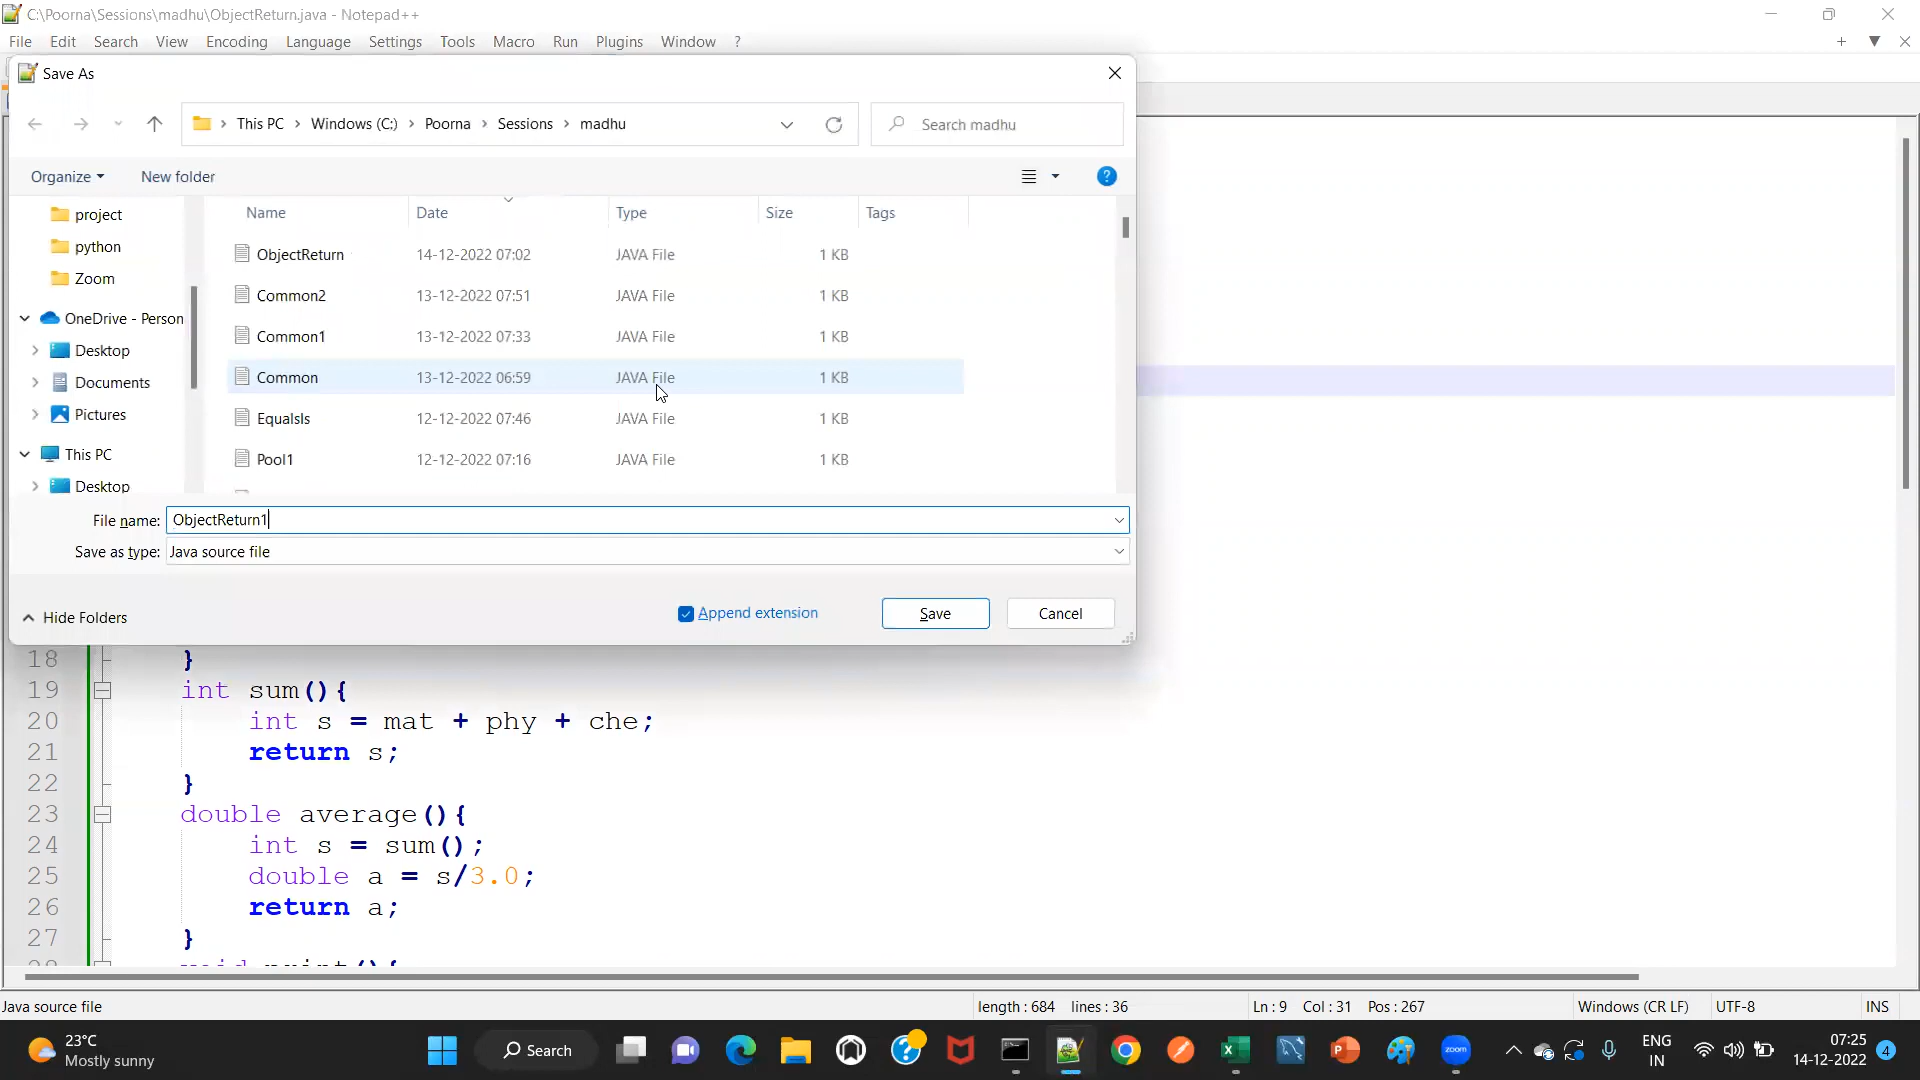 C:\Poorna\Sessions\madhu\ObjectReturn.java - Notepad++
File Edit Search View Encoding Language Settings Tools Macro Run Plugins Window ?
Save As
This PC > Windows (C:) > Poorna > Sessions > madhu
Search madhu
Organize New folder
project
python
Zoom
OneDrive - Person
Desktop
Documents
Pictures
This PC
Desktop
Name Date Type Size Tags
ObjectReturn 14-12-2022 07:02 JAVA File 1 KB
Common2 13-12-2022 07:51 JAVA File 1 KB
Common1 13-12-2022 07:33 JAVA File 1 KB
Common 13-12-2022 06:59 JAVA File 1 KB
EqualsIs 12-12-2022 07:46 JAVA File 1 KB
Pool1 12-12-2022 07:16 JAVA File 1 KB
File name: ObjectReturn1
Save as type: Java source file
Hide Folders Append extension Save Cancel
18 }
19 int sum(){
20 int s = mat + phy + che;
21 return s;
22 }
23 double average(){
24 int s = sum();
25 double a = s/3.0;
26 return a;
27 }
Java source file length : 684 lines : 36 Ln : 9 Col : 31 Pos : 267 Windows (CR LF) UTF-8 INS
23°C
Mostly sunny
Search
zoom
ENG
IN
07:25
14-12-2022
4